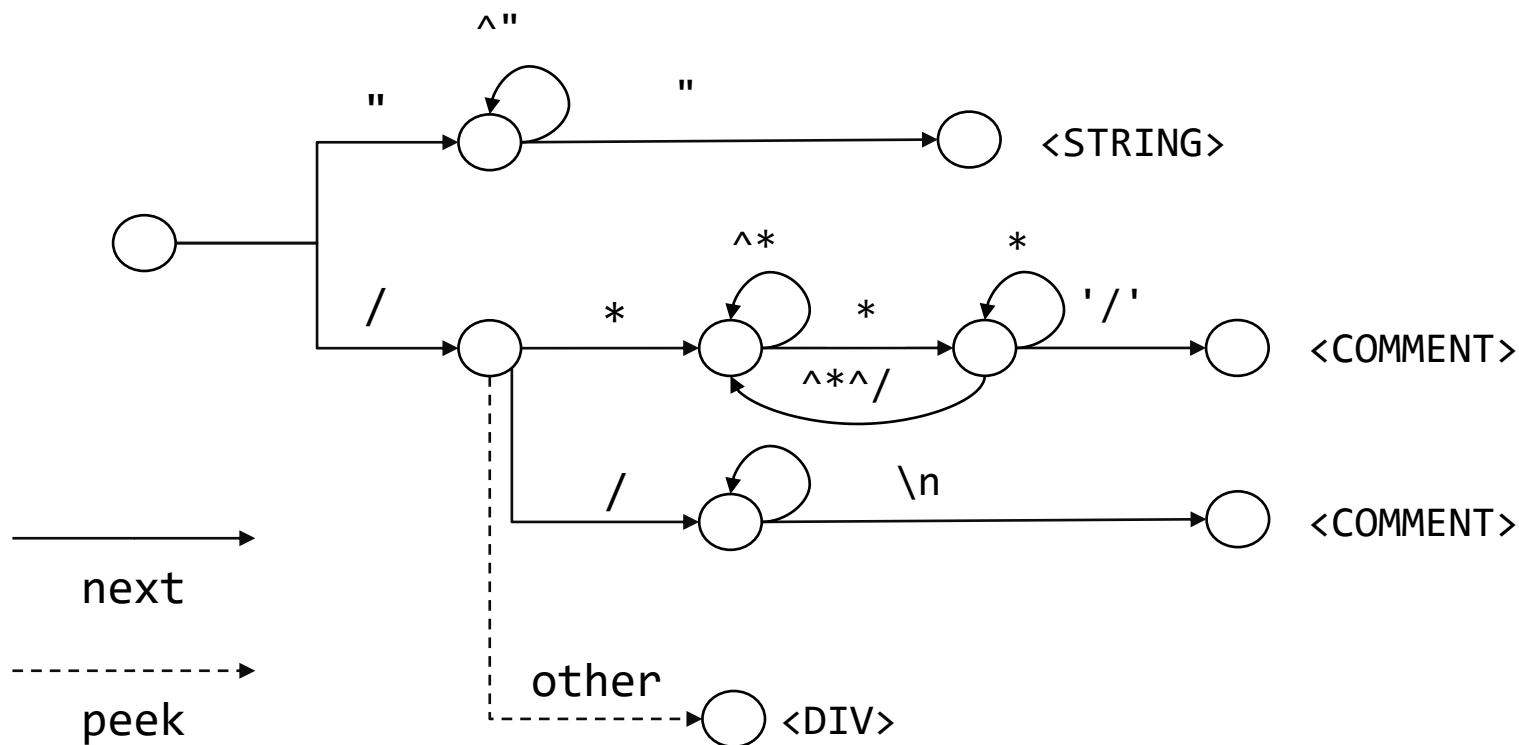 ^"
" "
<STRING>
^* *
/ * * '/'
<COMMENT>
^*^/
/ \n
<COMMENT>
next
other
peek
<DIV>